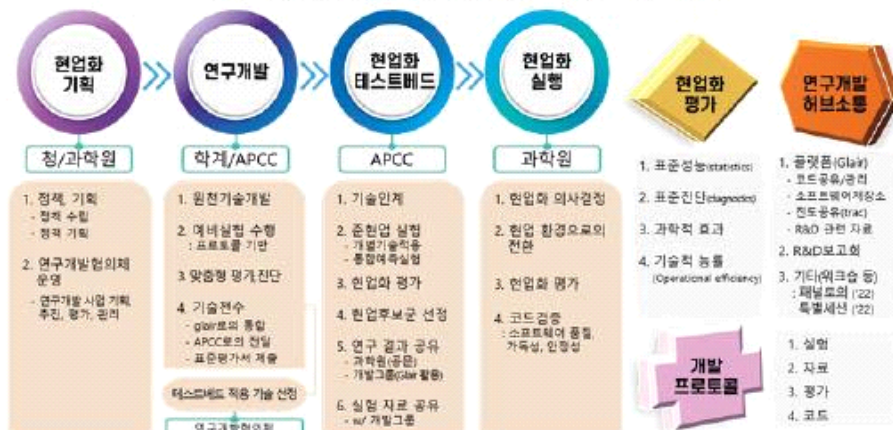 현업화
기획
연구개발
현업화
테스트베드
현업화
실행
현업화
평가
연구개발
허브소통
청/과학원
1. 정책, 기획
- 정책 수립
- 정책 기획
2. 연구개발협의체
운영
- 연구개발 사업 기획,
추진, 평가, 관리
학계/APCC
1. 원천기술개발
2. 예비실험 수행
: 프로토콜 기반
3. 맞춤형 평가,진단
4. 기술전수
- glair로의 통합
- APCC로의 전달
- 표준평가서 제출
테스트베드 적용 기술 선정
연구개발협의체
APCC
1. 기술인계
2. 준현업 실험
- 개별기술적용
- 통합예측실험
3. 현업화 평가
4. 현업후보군 선정
5. 연구 결과 공유
- 과학원(공문)
- 개발그룹(Glair 활용)
6. 실험 자료 공유
- w/ 개발그룹
과학원
1. 현업화 의사결정
2. 현업 환경으로의
전환
3. 현업화 평가
4. 코드검증
: 소프트웨어 품질,
가독성, 안정성
1. 표준성능(statistics)
2. 표준진단(diagnostics)
3. 과학적 효과
4. 기술적 능률
(Operational efficiency)
1. 플랫폼(Glair)
- 코드공유/관리
- 소프트웨어저장소
- 진도공유(trac)
- R&D 관련 자료
2. R&D보고회
3. 기타(워크숍 등)
: 패널토의 ('22)
특별세션 ('22)
개발
프로토콜
1. 실험
2. 자료
3. 평가
4. 코드